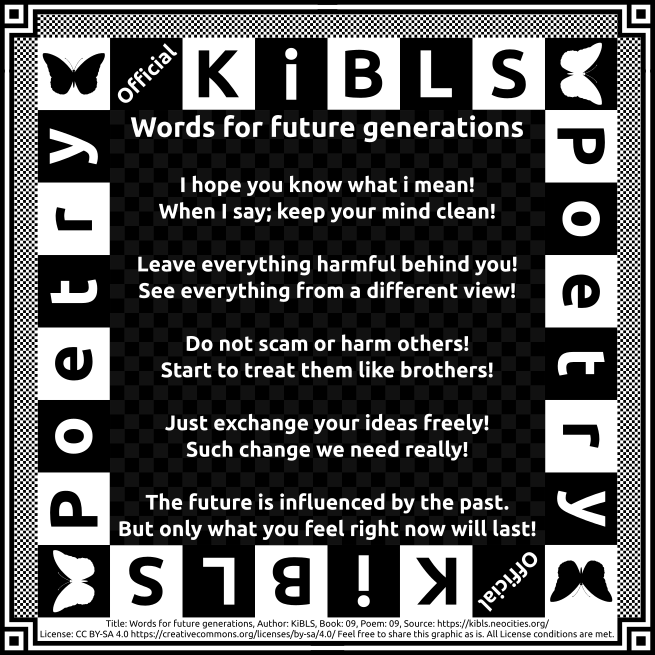 Official KiBLS
Poetry
Poetry
Words for future generations
I hope you know what i mean!
When I say; keep your mind clean!
Leave everything harmful behind you!
See everything from a different view!
Do not scam or harm others!
Start to treat them like brothers!
Just exchange your ideas freely!
Such change we need really!
The future is influenced by the past.
But only what you feel right now will last!
Official KiBLS
Title: Words for future generations, Author: KiBLS, Book: 09, Poem: 09, Source: https://kibls.neocities.org/
License: CC BY-SA 4.0 https://creativecommons.org/licenses/by-sa/4.0/ Feel free to share this graphic as is. All License conditions are met.